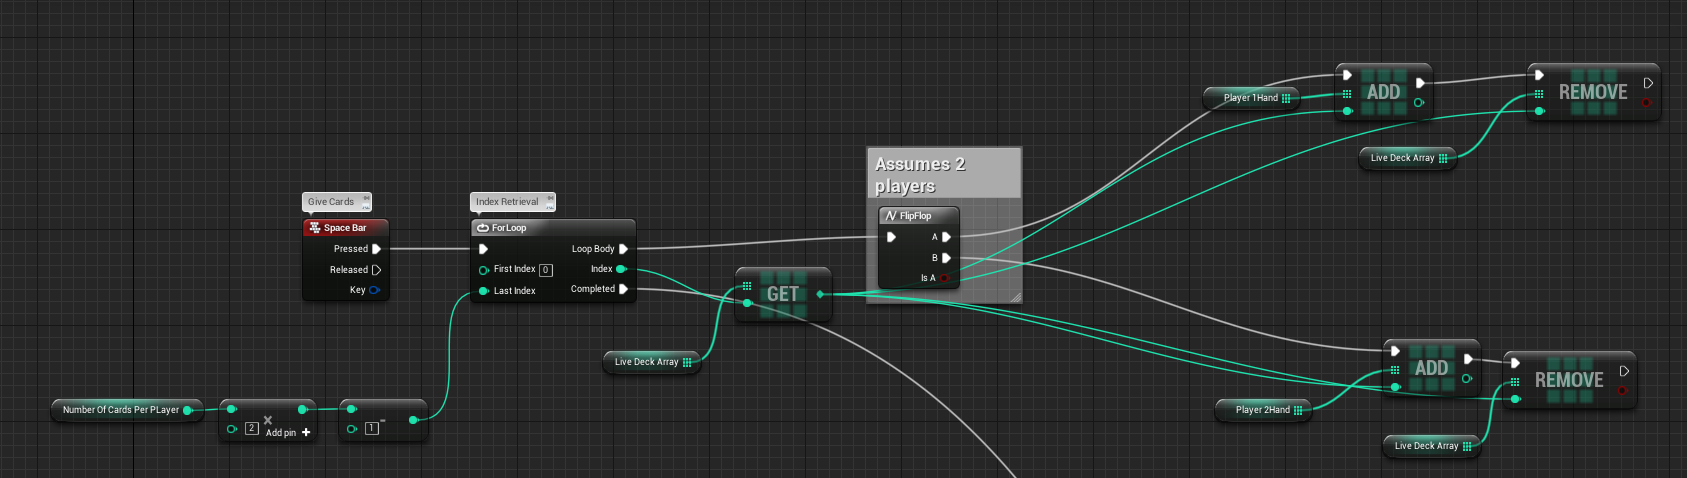 Give Cards
Space Bar
Pressed
Released
Key
Index Retrieval
ForLoop
First Index 0
Last Index
Loop Body
Index
Completed
Number Of Cards Per PLayer
2
×
Add pin +
1
-
Live Deck Array
GET
Assumes 2
players
FlipFlop
A
B
Is A
Player 1Hand
ADD
Live Deck Array
REMOVE
Player 2Hand
ADD
Live Deck Array
REMOVE